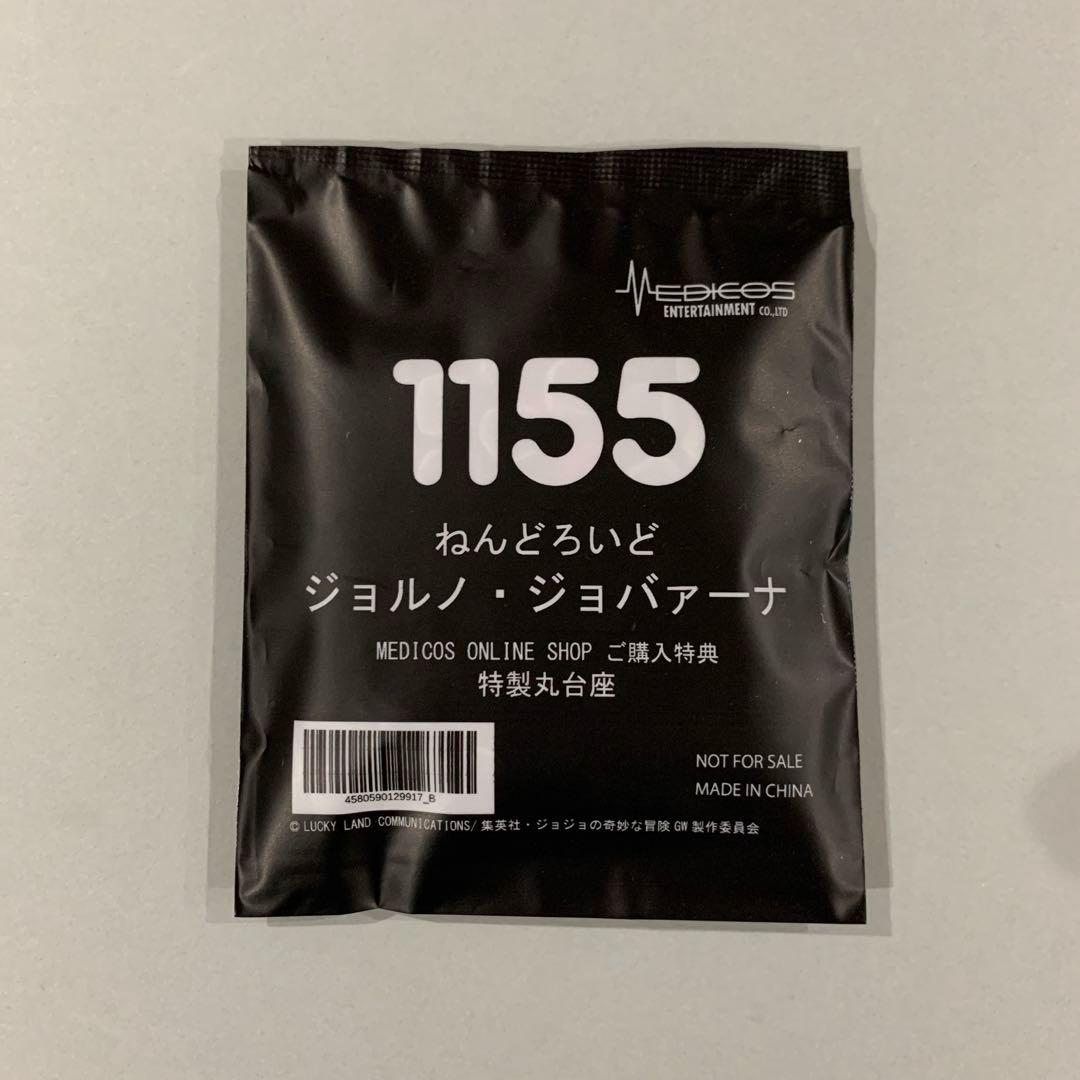 MEDICOS
ENTERTAINMENT CO.,LTD
1155
ねんどろいど
ジョルノ・ジョバァーナ
MEDICOS ONLINE SHOP ご購入特典
特製丸台座
4580590129917_B
NOT FOR SALE
MADE IN CHINA
© LUCKY LAND COMMUNICATIONS/集英社・ジョジョの奇妙な冒険GW製作委員会